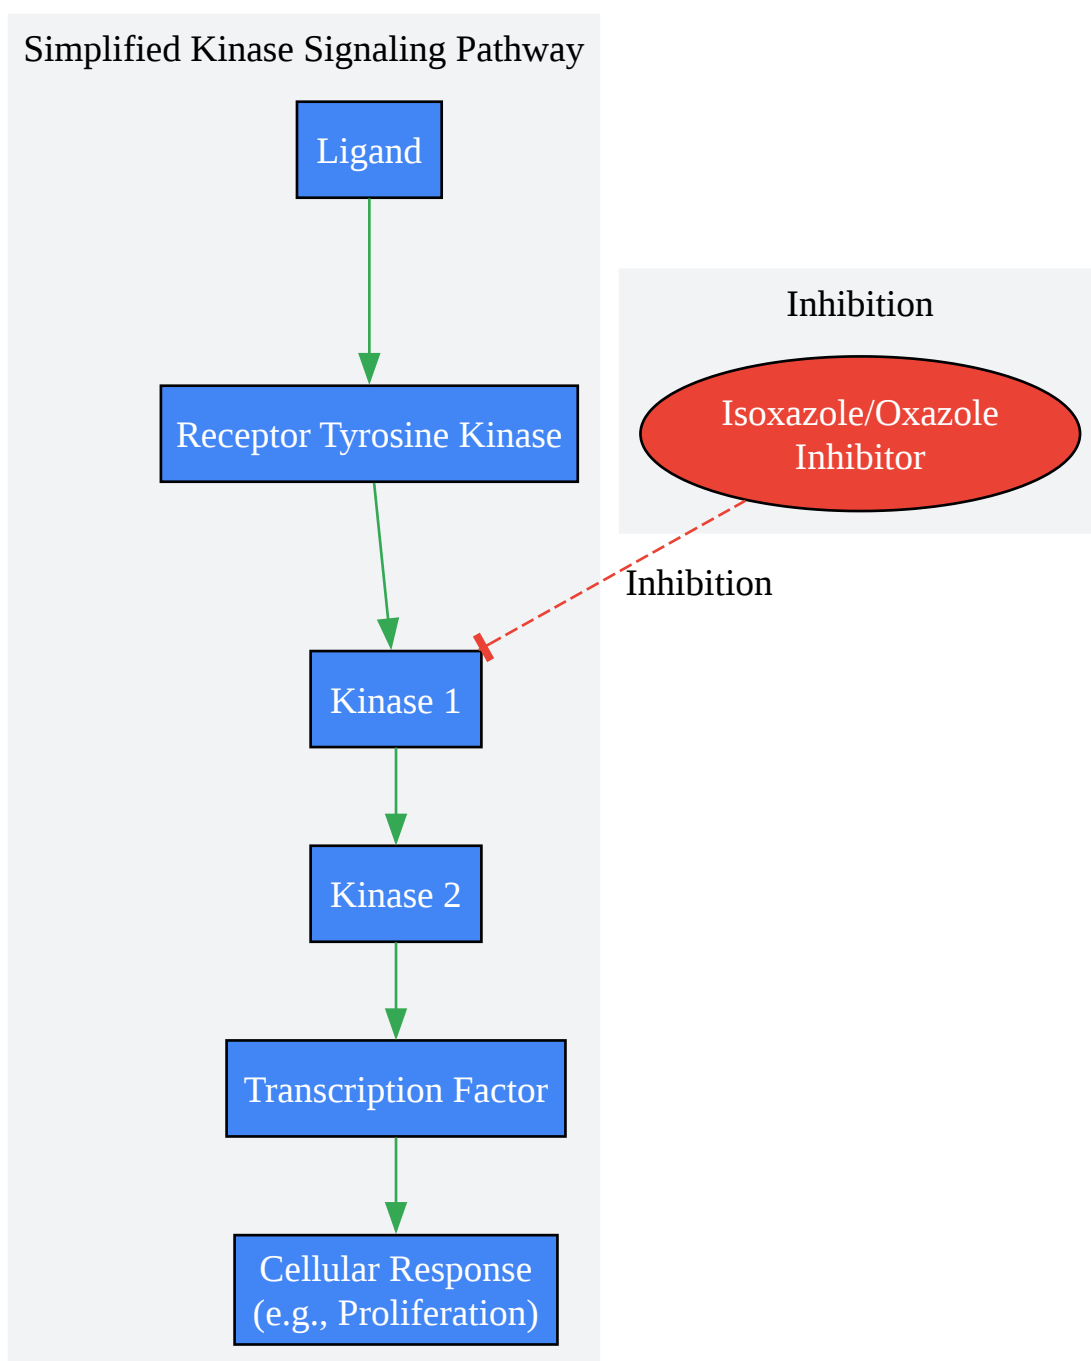 Simplified Kinase Signaling Pathway
Ligand
Inhibition
Receptor Tyrosine Kinase
Isoxazole/Oxazole
Inhibitor
Inhibition
Kinase 1
Kinase 2
Transcription Factor
Cellular Response
(e.g., Proliferation)